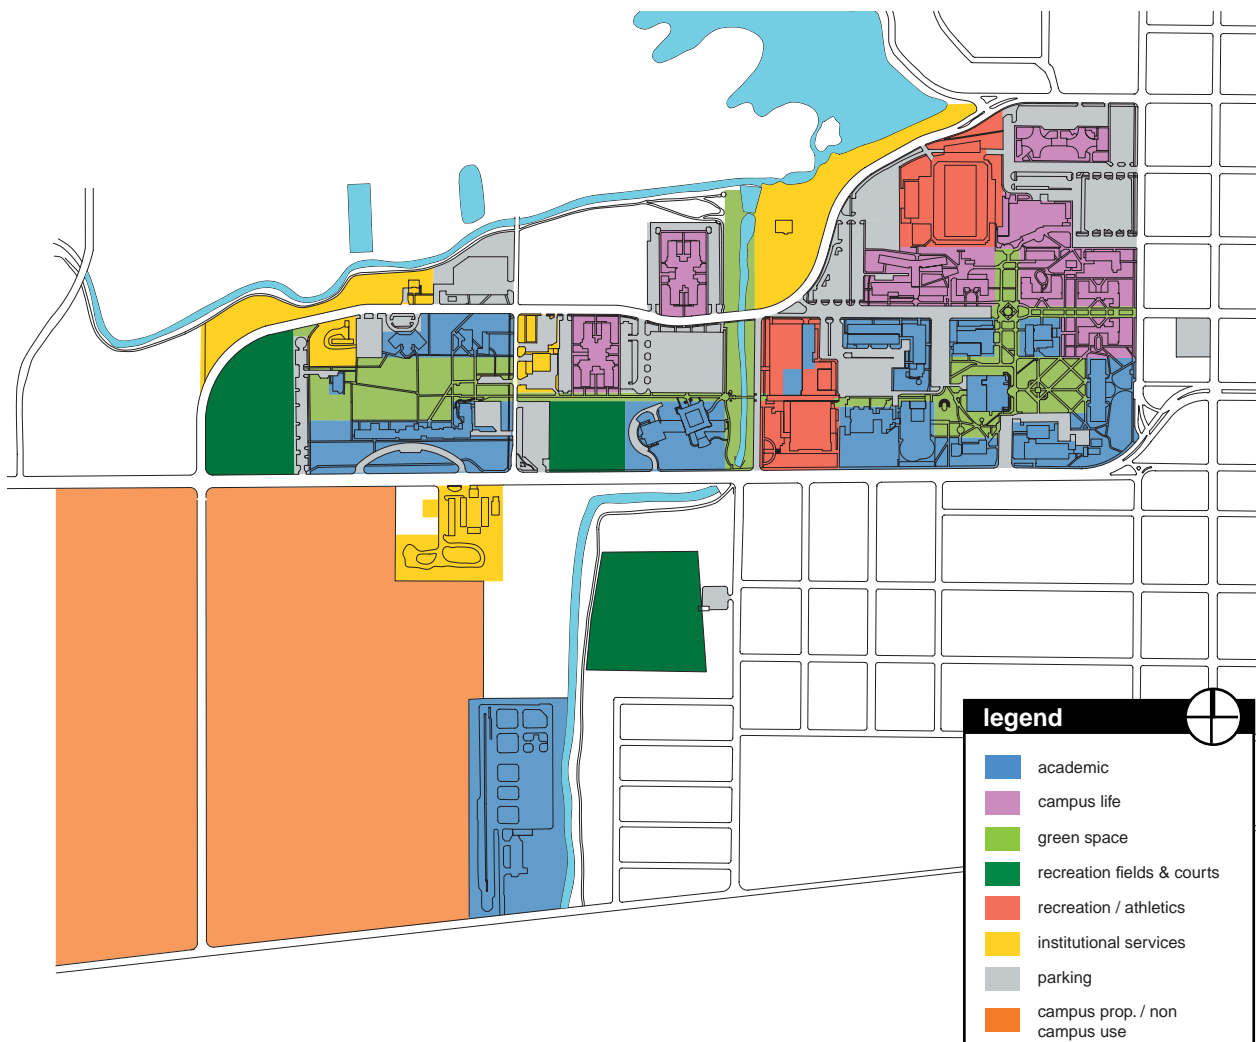 legend
academic
campus life
green space
recreation fields & courts
recreation / athletics
institutional services
parking
campus prop. / non
campus use